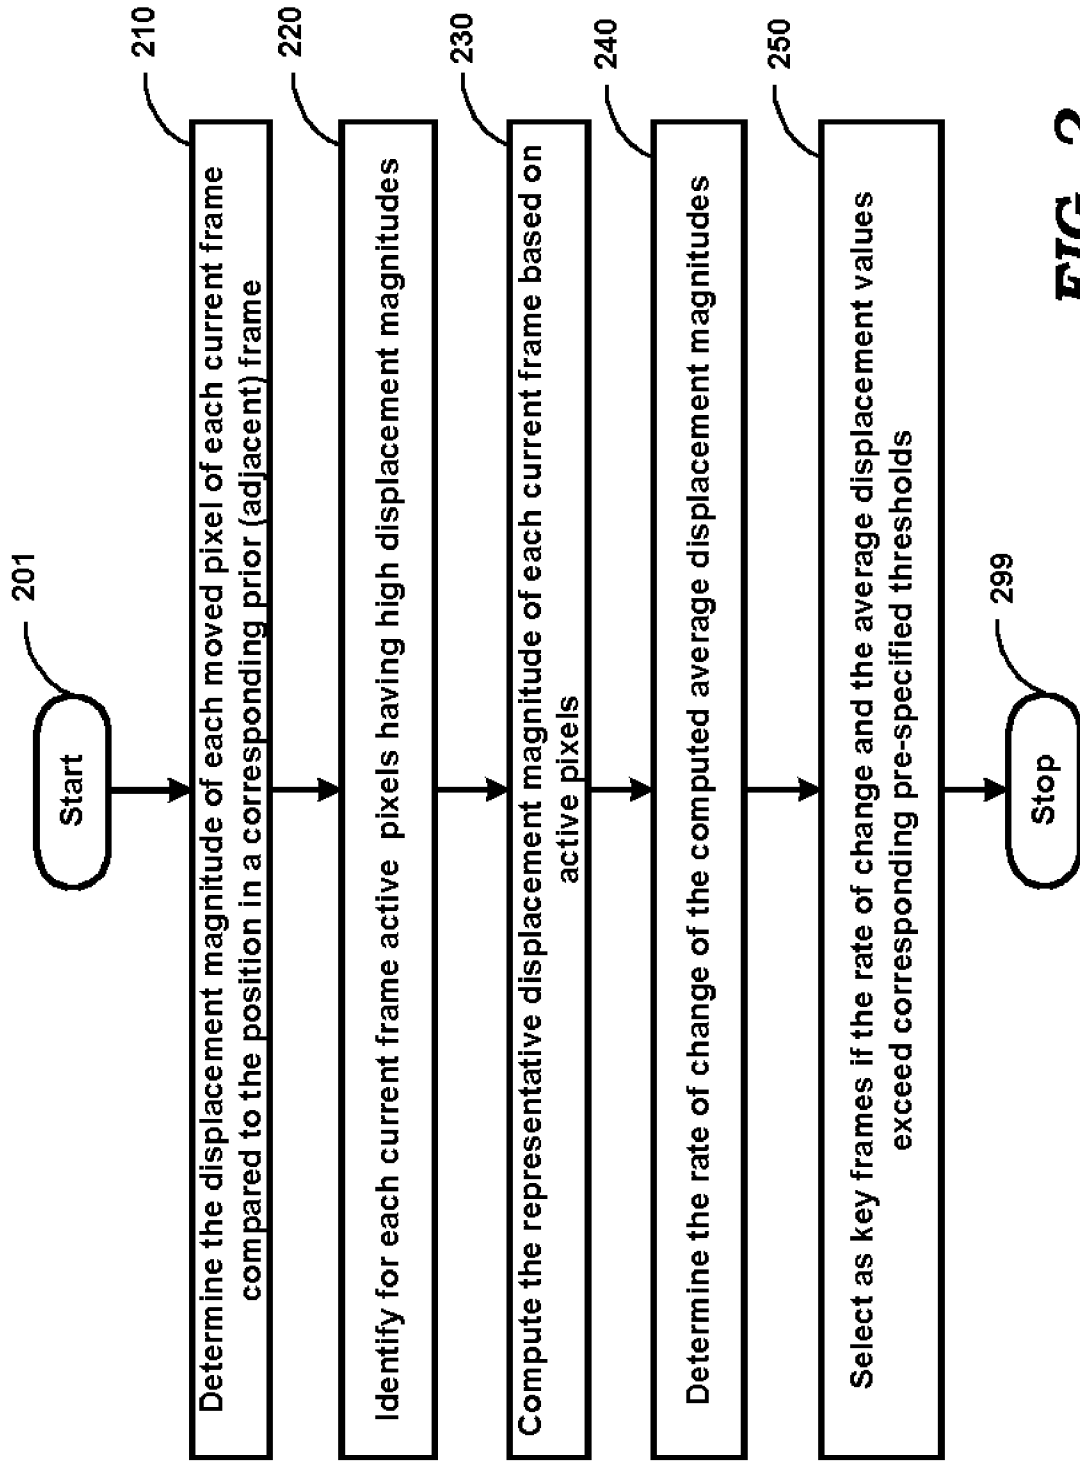 201
Start
210
Determine the displacement magnitude of each moved pixel of each current frame
compared to the position in a corresponding prior (adjacent) frame
220
Identify for each current frame active pixels having high displacement magnitudes
230
Compute the representative displacement magnitude of each current frame based on
active pixels
240
Determine the rate of change of the computed average displacement magnitudes
250
Select as key frames if the rate of change and the average displacement values
exceed corresponding pre-specified thresholds
299
Stop
FIG. 2